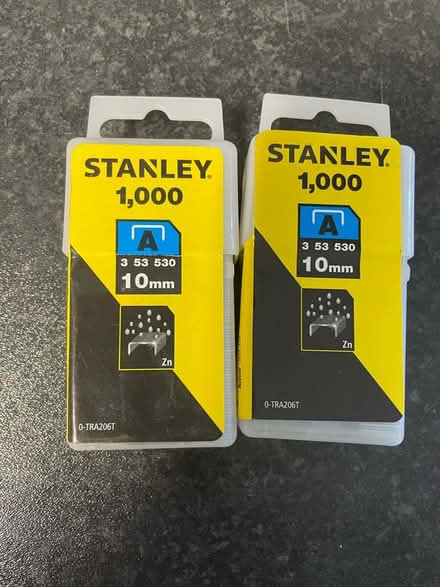 STANLEY®
1,000
A
3 53 530
10mm
Zn
0-TRA206T
STANLEY®
1,000
A
3 53 530
10mm
Zn
0-TRA206T